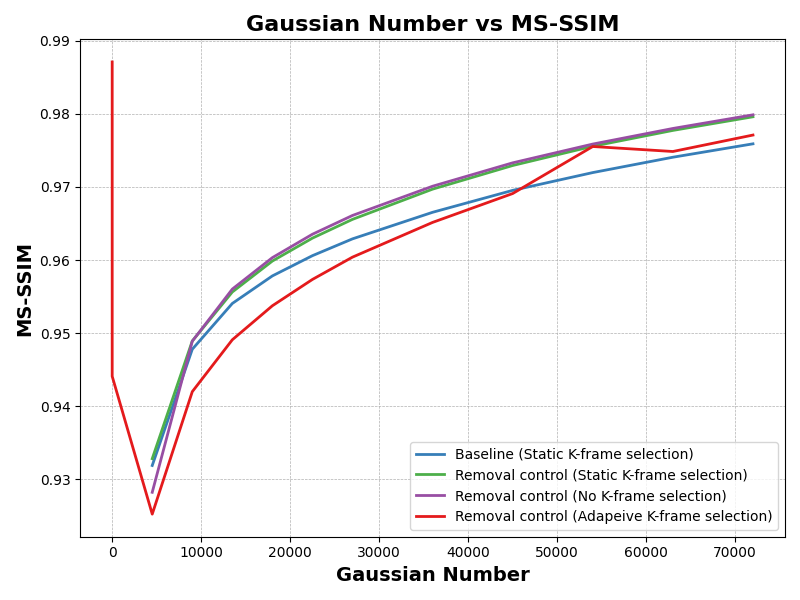 Gaussian Number vs MS-SSIM
MS-SSIM
0.99
0.98
0.97
0.96
0.95
0.94
0.93
0
10000
20000
30000
40000
50000
60000
70000
Gaussian Number
Baseline (Static K-frame selection)
Removal control (Static K-frame selection)
Removal control (No K-frame selection)
Removal control (Adapeive K-frame selection)